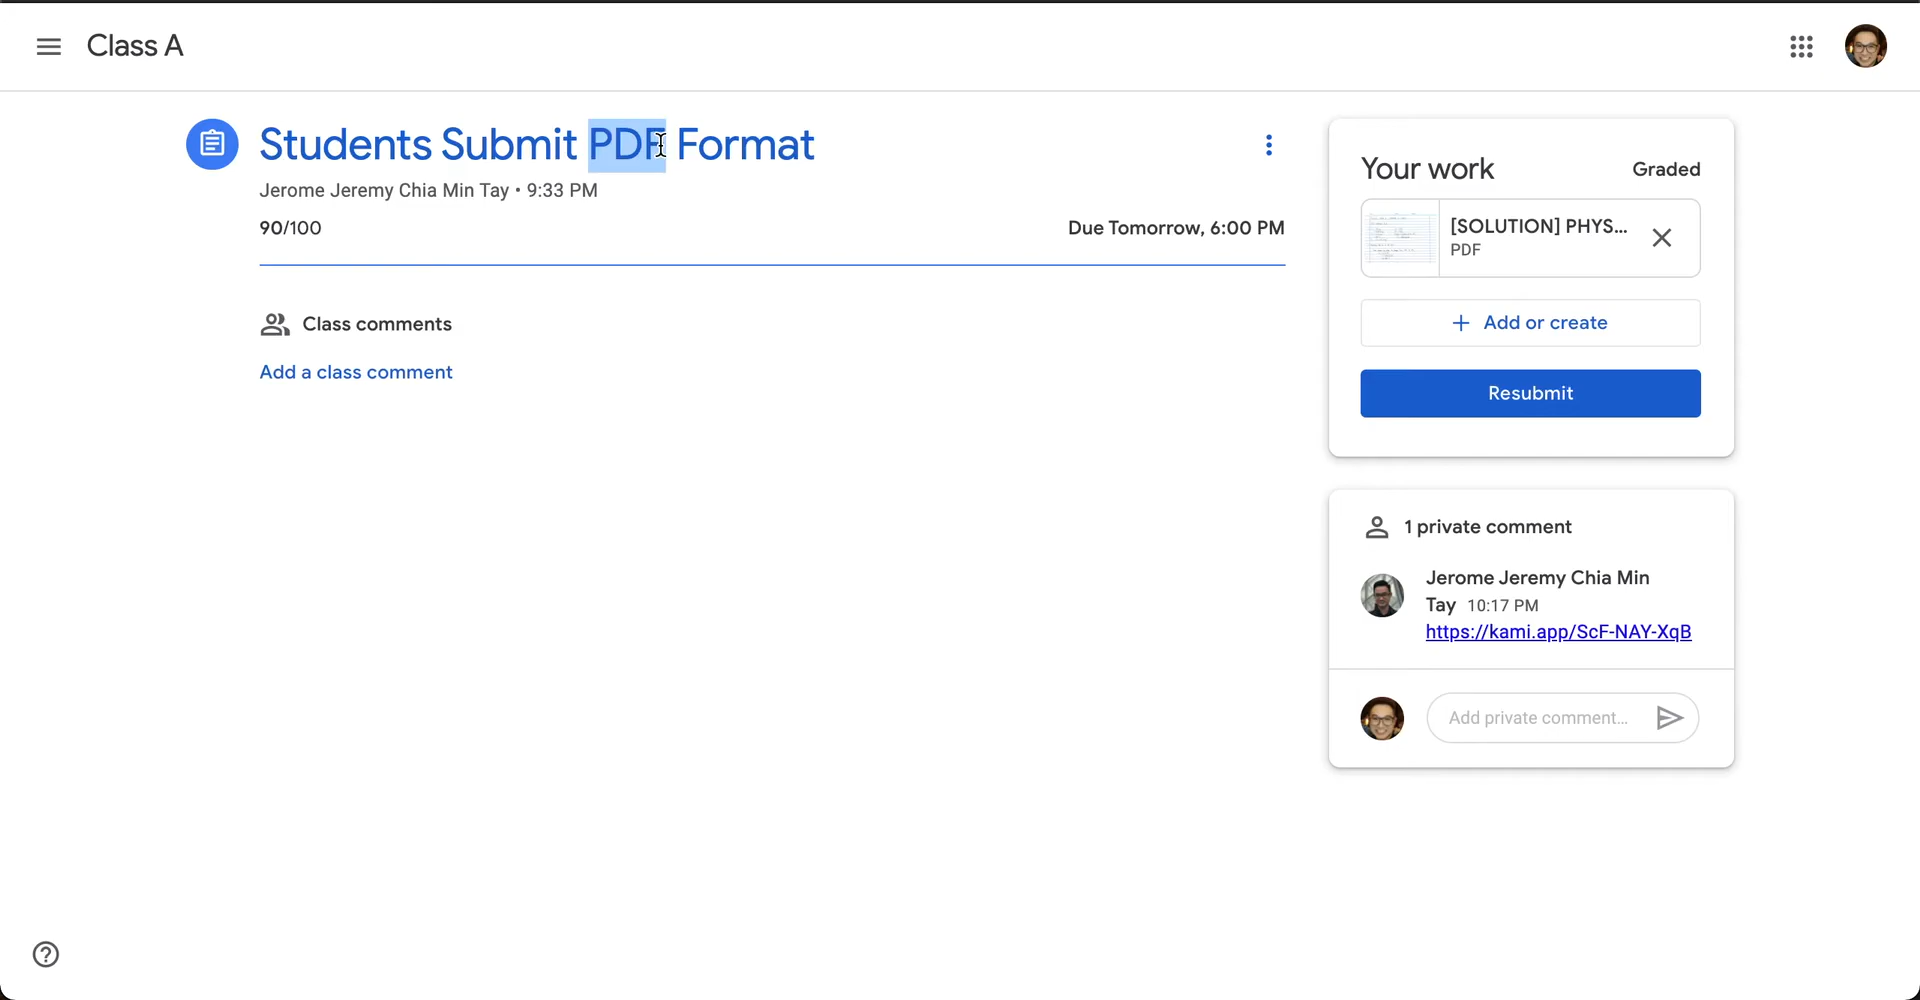 Class A
Students Submit PDF Format
Jerome Jeremy Chia Min Tay • 9:33 PM
90/100
Due Tomorrow, 6:00 PM
Class comments
Add a class comment
Your work
Graded
[SOLUTION] PHYS...
PDF
+ Add or create
Resubmit
1 private comment
Jerome Jeremy Chia Min
Tay 10:17 PM
https://kami.app/ScF-NAY-XqB
Add private comment...